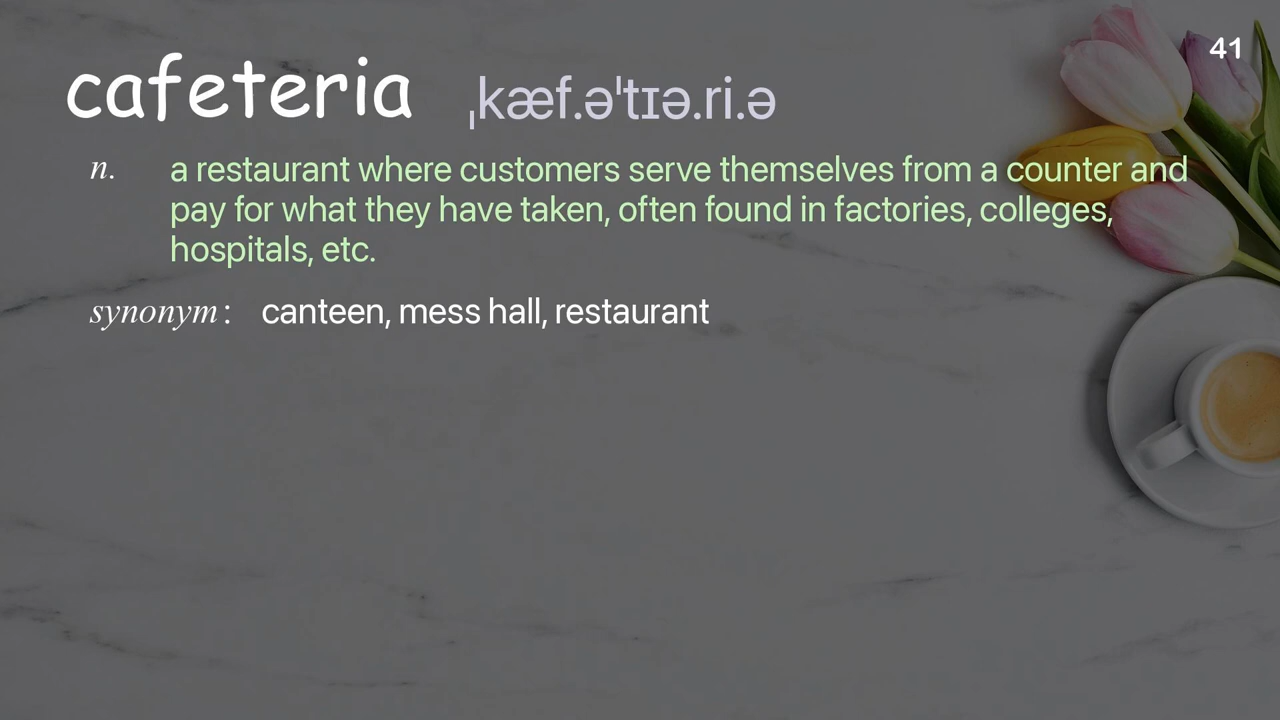 41
cafeteria ˌkæf.əˈtɪə.ri.ə
n. a restaurant where customers serve themselves from a counter and
pay for what they have taken, often found in factories, colleges,
hospitals, etc.
synonym : canteen, mess hall, restaurant